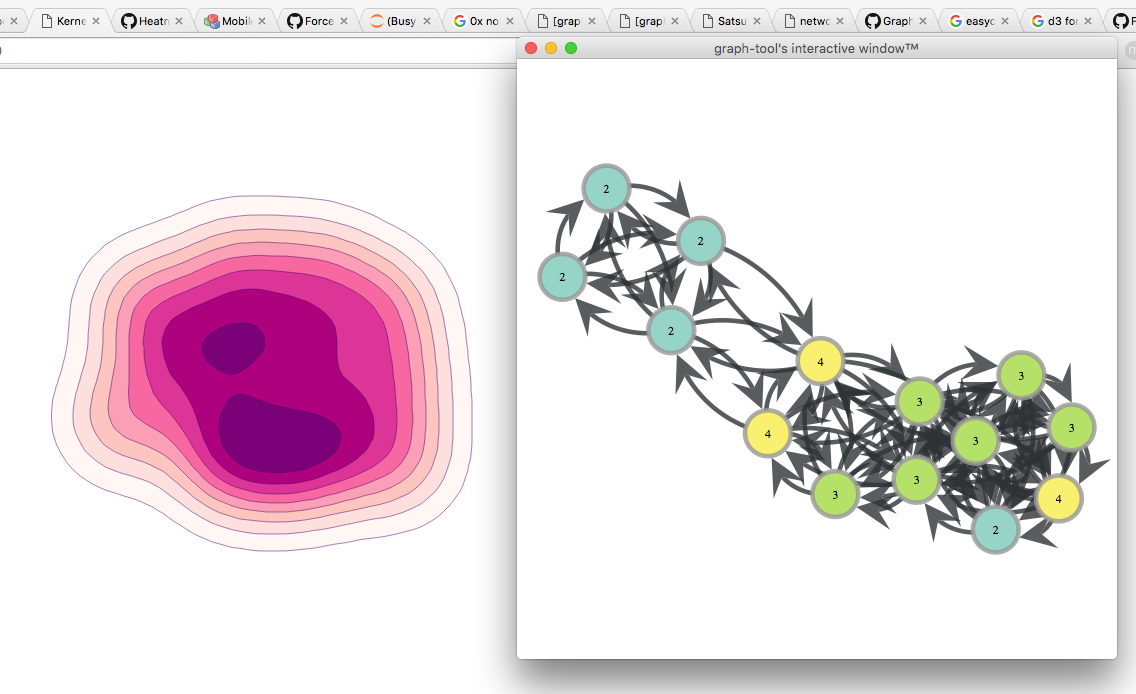 Kerne
Heatn
Mobil
Force
(Busy
0x no
[grap
[grap
Satsu
netwo
Graph
easyc
d3 fo
graph-tool's interactive window™
2
2
2
2
4
4
3
3
3
3
3
3
4
2